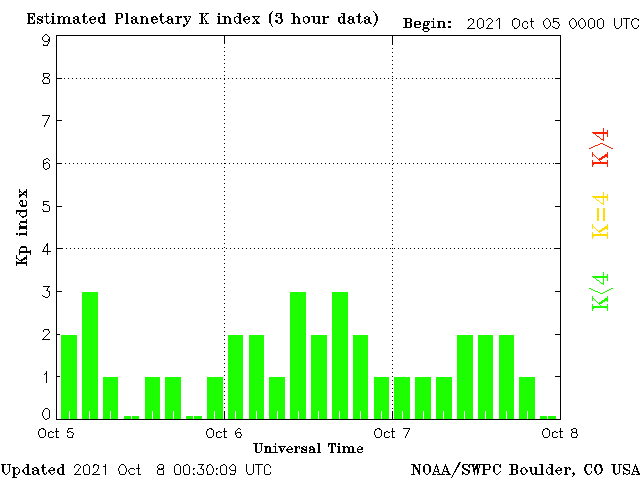 Estimated Planetary K index (3 hour data) Begin: 2021 Oct 05 0000 UTC
9
8
7
6
5
4
3
2
1
0
Kp index
K>4
K=4
K<4
Oct 5 Oct 6 Oct 7 Oct 8
Universal Time
Updated 2021 Oct 8 00:30:09 UTC NOAA/SWPC Boulder, CO USA